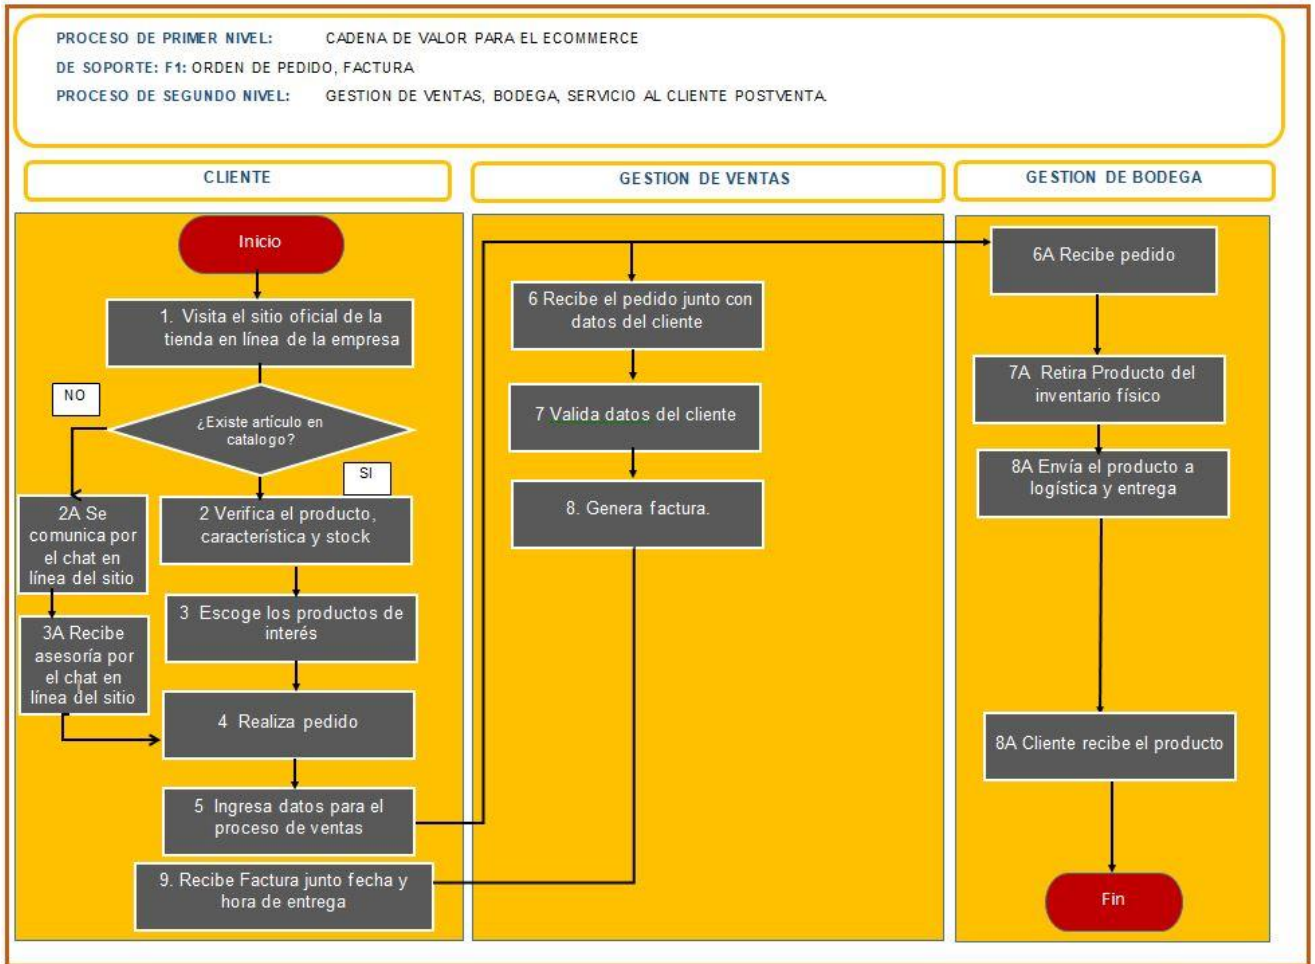 PROCESO DE PRIMER NIVEL: CADENA DE VALOR PARA EL ECOMMERCE
DE SOPORTE: F1: ORDEN DE PEDIDO, FACTURA
PROCESO DE SEGUNDO NIVEL: GESTION DE VENTAS, BODEGA, SERVICIO AL CLIENTE POSTVENTA.
CLIENTE
Inicio
1. Visita el sitio oficial de la
tienda en línea de la empresa
NO
¿Existe artículo en
catalogo?
SI
2A Se
comunica por
el chat en
línea del sitio
2 Verifica el producto,
característica y stock
3A Recibe
asesoría por
el chat en
línea del sitio
3 Escoge los productos de
interés
4 Realiza pedido
5 Ingresa datos para el
proceso de ventas
9. Recibe Factura junto fecha y
hora de entrega
GESTION DE VENTAS
6 Recibe el pedido junto con
datos del cliente
7 Valida datos del cliente
8. Genera factura.
GESTION DE BODEGA
6A Recibe pedido
7A Retira Producto del
inventario físico
8A Envía el producto a
logística y entrega
8A Cliente recibe el producto
Fin